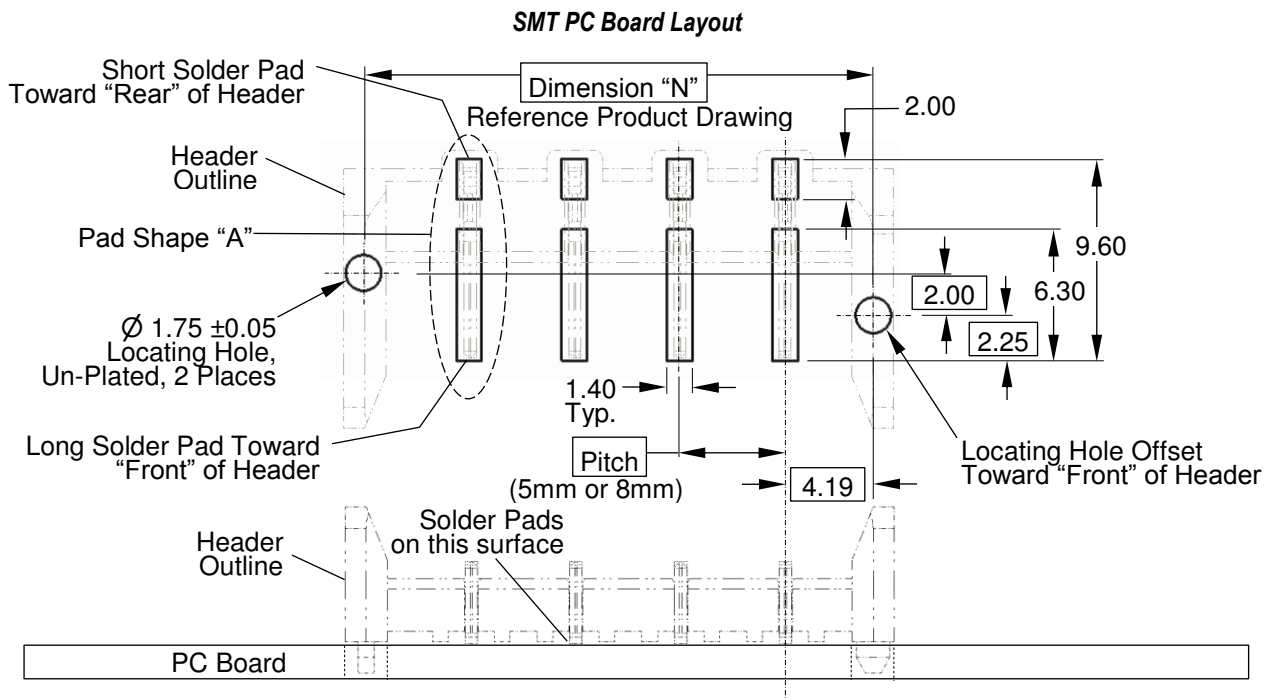 SMT PC Board Layout
Short Solder Pad
Toward “Rear” of Header
Dimension “N”
Reference Product Drawing
2.00
Header
Outline
Pad Shape “A”
9.60
6.30
2.00
2.25
Ø 1.75 ±0.05
Locating Hole,
Un-Plated, 2 Places
1.40
Typ.
Long Solder Pad Toward
“Front” of Header
Pitch
(5mm or 8mm)
4.19
Locating Hole Offset
Toward “Front” of Header
Solder Pads
on this surface
Header
Outline
PC Board